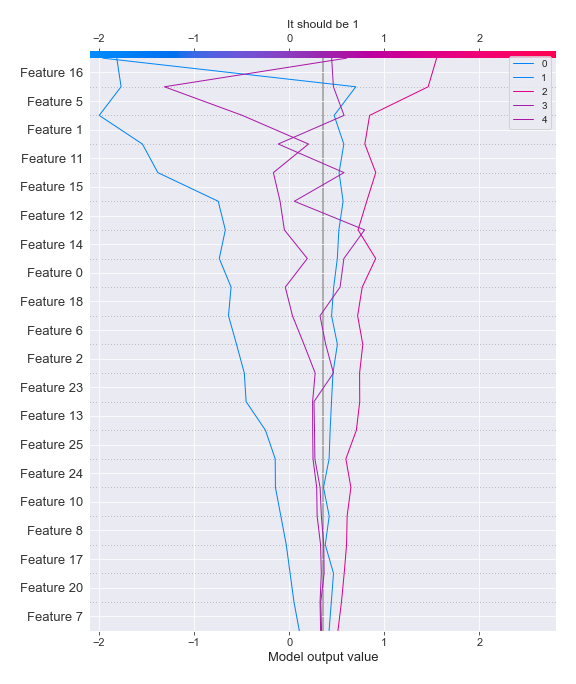 It should be 1
−2 −1 0 1 2
0
1
2
3
4
Feature 16
Feature 5
Feature 1
Feature 11
Feature 15
Feature 12
Feature 14
Feature 0
Feature 18
Feature 6
Feature 2
Feature 23
Feature 13
Feature 25
Feature 24
Feature 10
Feature 8
Feature 17
Feature 20
Feature 7
−2 −1 0 1 2
Model output value